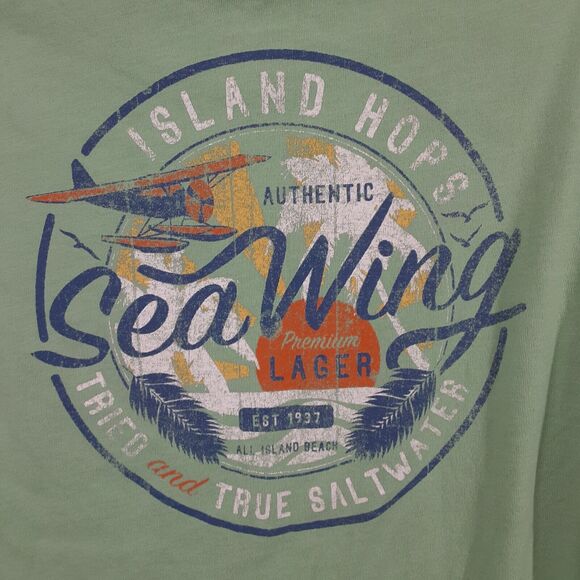 ISLAND HOPS
AUTHENTIC
Sea Wing
Premium
LAGER
EST 1937
ALL ISLAND BEACH
TRIED and TRUE SALTWATER